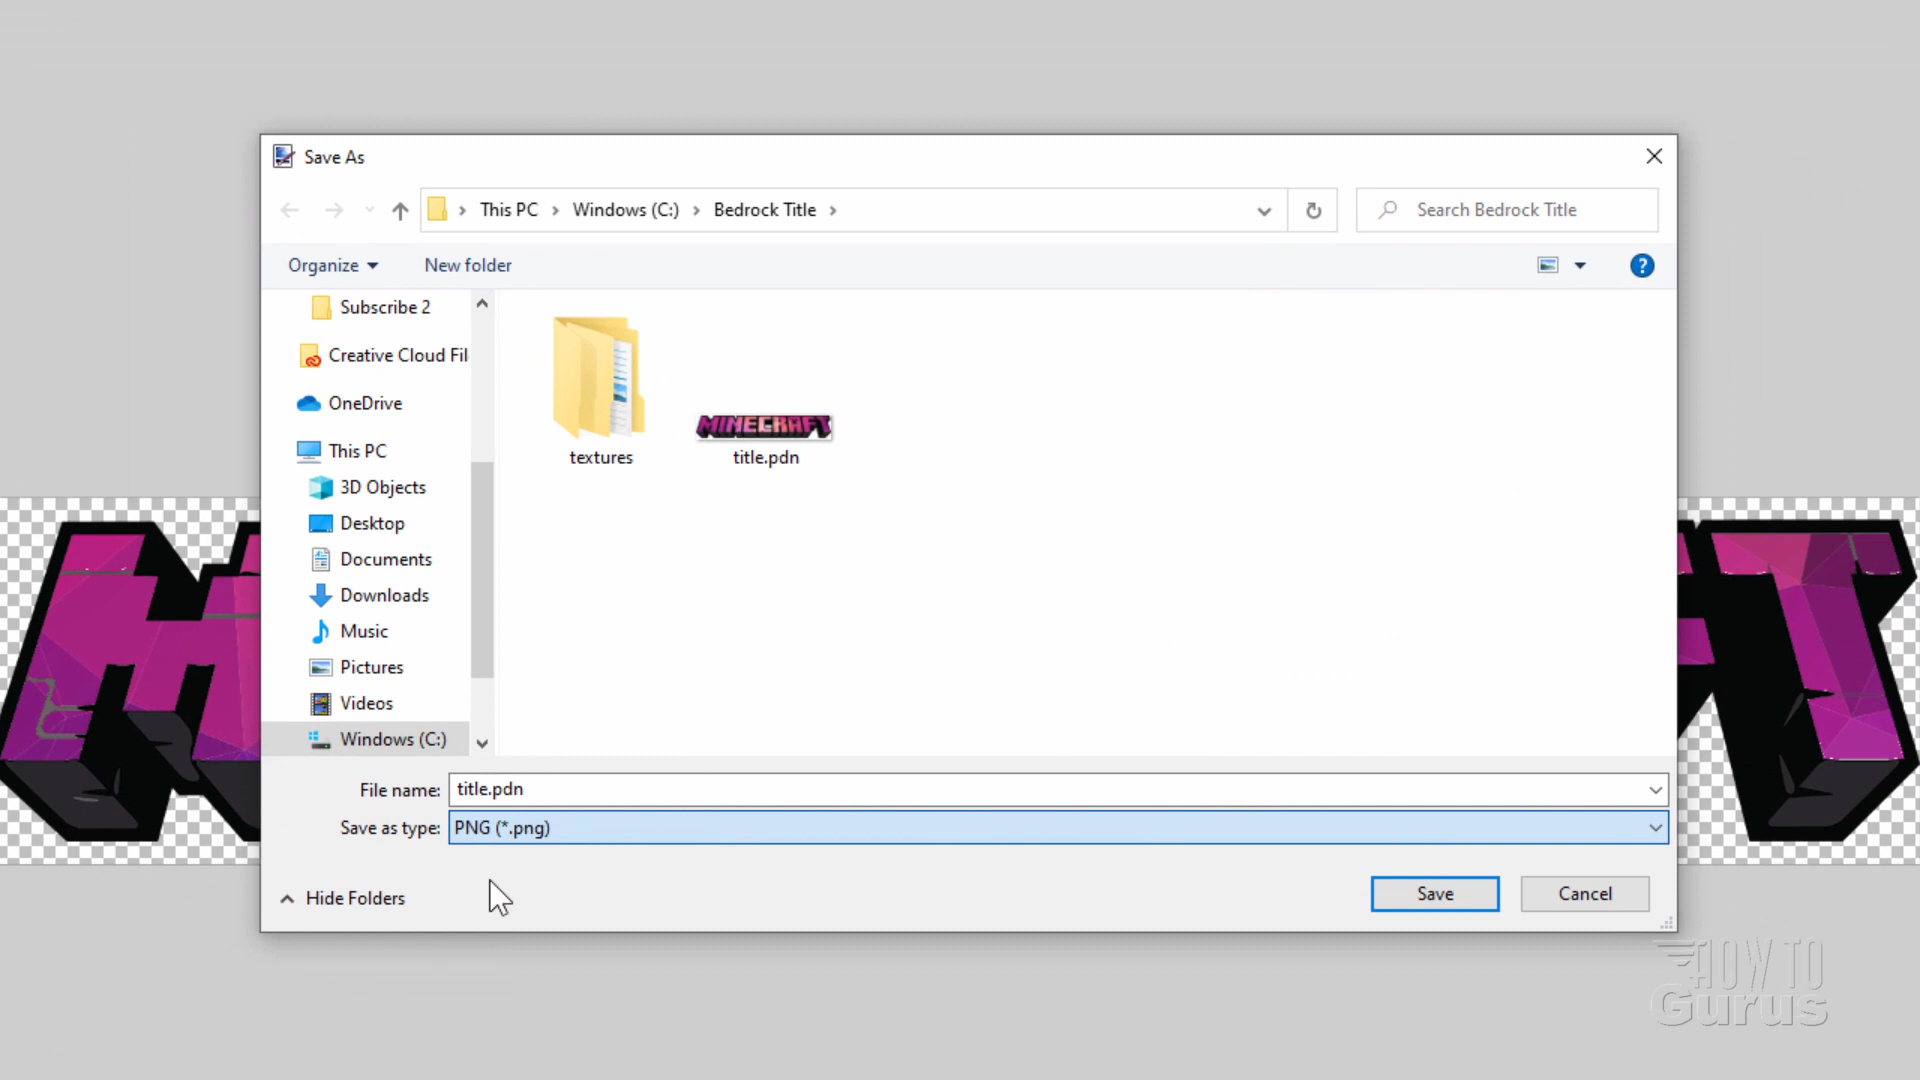 Save As
This PC > Windows (C:) > Bedrock Title >
Search Bedrock Title
Organize
New folder
?
Subscribe 2
Creative Cloud Fil
OneDrive
This PC
3D Objects
Desktop
Documents
Downloads
Music
Pictures
Videos
Windows (C:)
MINECRAFT
textures
title.pdn
File name: title.pdn
Save as type: PNG (*.png)
Hide Folders
Save
Cancel
HOW TO
Gurus